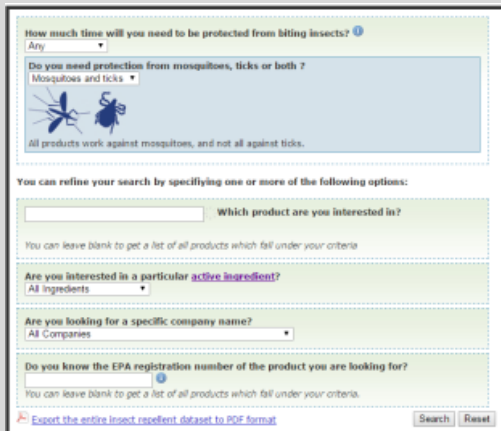 How much time will you need to be protected from biting insects?
Any
Do you need protection from mosquitoes, ticks or both ?
Mosquitoes and ticks
All products work against mosquitoes, and not all against ticks.
You can refine your search by specifiying one or more of the following options:
Which product are you interested in?
You can leave blank to get a list of all products which fall under your criteria
Are you interested in a particular active ingredient?
All Ingredients
Are you looking for a specific company name?
All Companies
Do you know the EPA registration number of the product you are looking for?
You can leave blank to get a list of all products which fall under your criteria.
Export the entire insect repellent dataset to PDF format
Search Reset